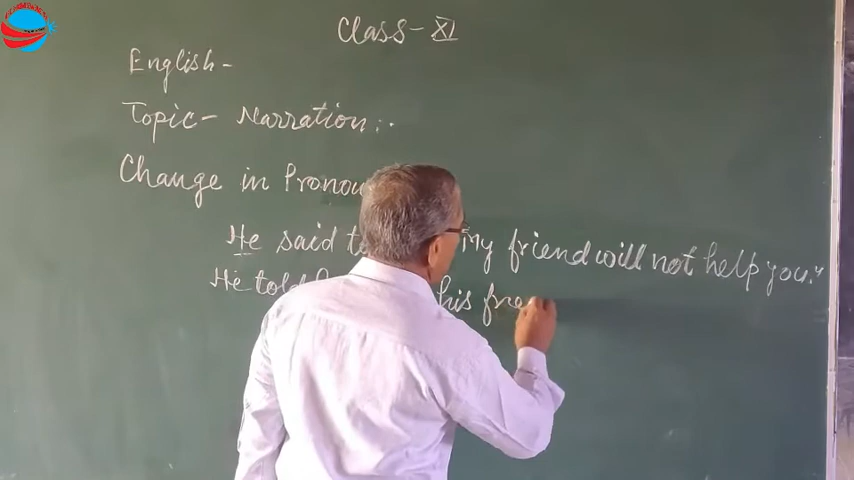 Class - XI
English -
Topic - Narration :-
Change in Pronou
He said t my friend will not help you."
He told his frie